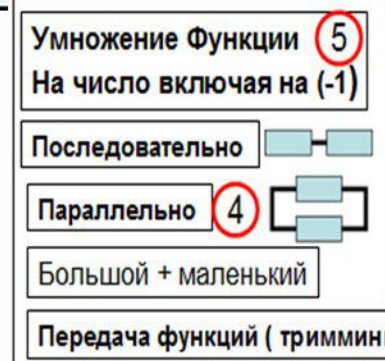 Умножение Функции 5
На число включая на (-1)
Последовательно
Параллельно 4
Большой + маленький
Передача функций ( тримминг